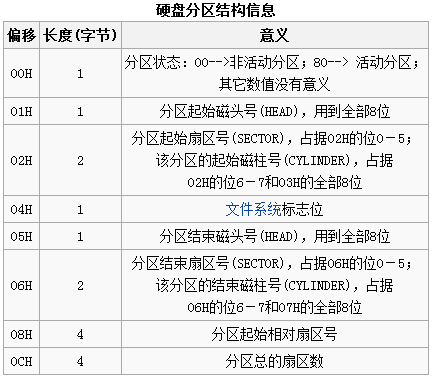 硬盘分区结构信息
偏移 长度(字节) 意义
00H 1 分区状态：00-->非活动分区；80--> 活动分区；
其它数值没有意义
01H 1 分区起始磁头号(HEAD)，用到全部8位
02H 2 分区起始扇区号(SECTOR)，占据02H的位0－5；
该分区的起始磁柱号(CYLINDER)，占据
02H的位6－7和03H的全部8位
04H 1 文件系统标志位
05H 1 分区结束磁头号(HEAD)，用到全部8位
06H 2 分区结束扇区号(SECTOR)，占据06H的位0－5；
该分区的结束磁柱号(CYLINDER)，占据
06H的位6－7和07H的全部8位
08H 4 分区起始相对扇区号
0CH 4 分区总的扇区数